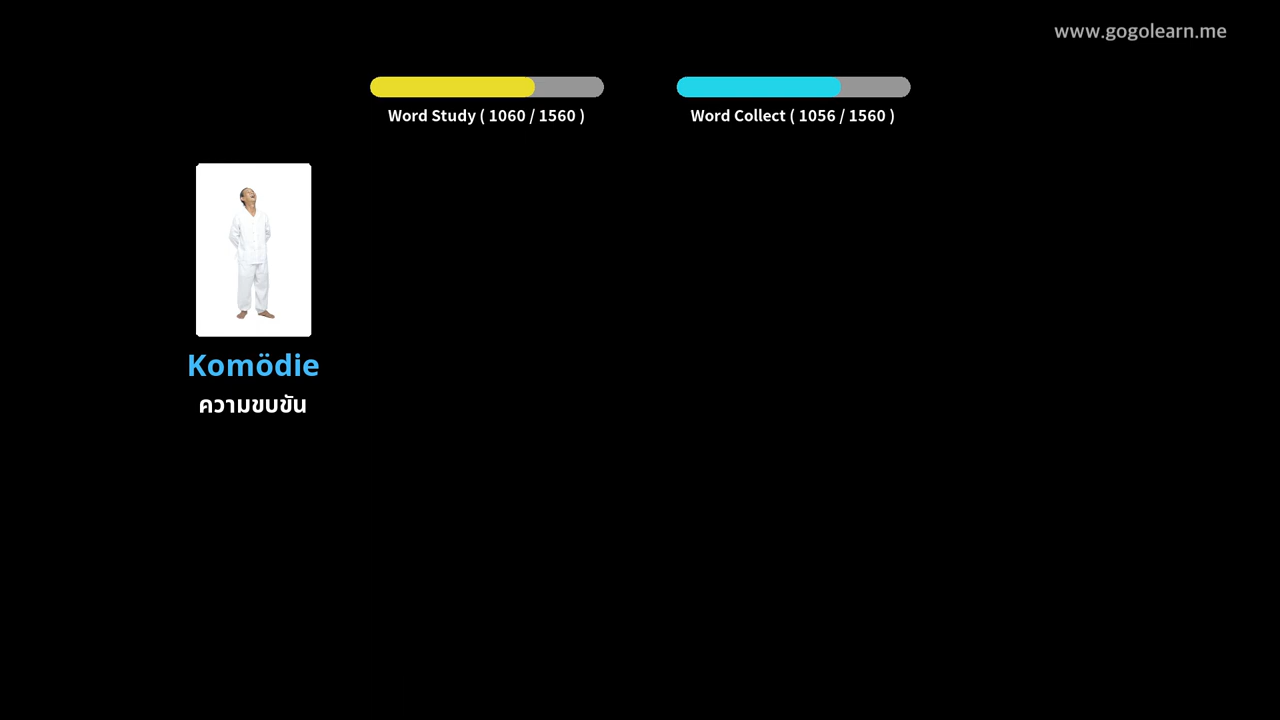 www.gogolearn.me
Word Study ( 1060 / 1560 )
Word Collect ( 1056 / 1560 )
Komödie
ความขบขัน